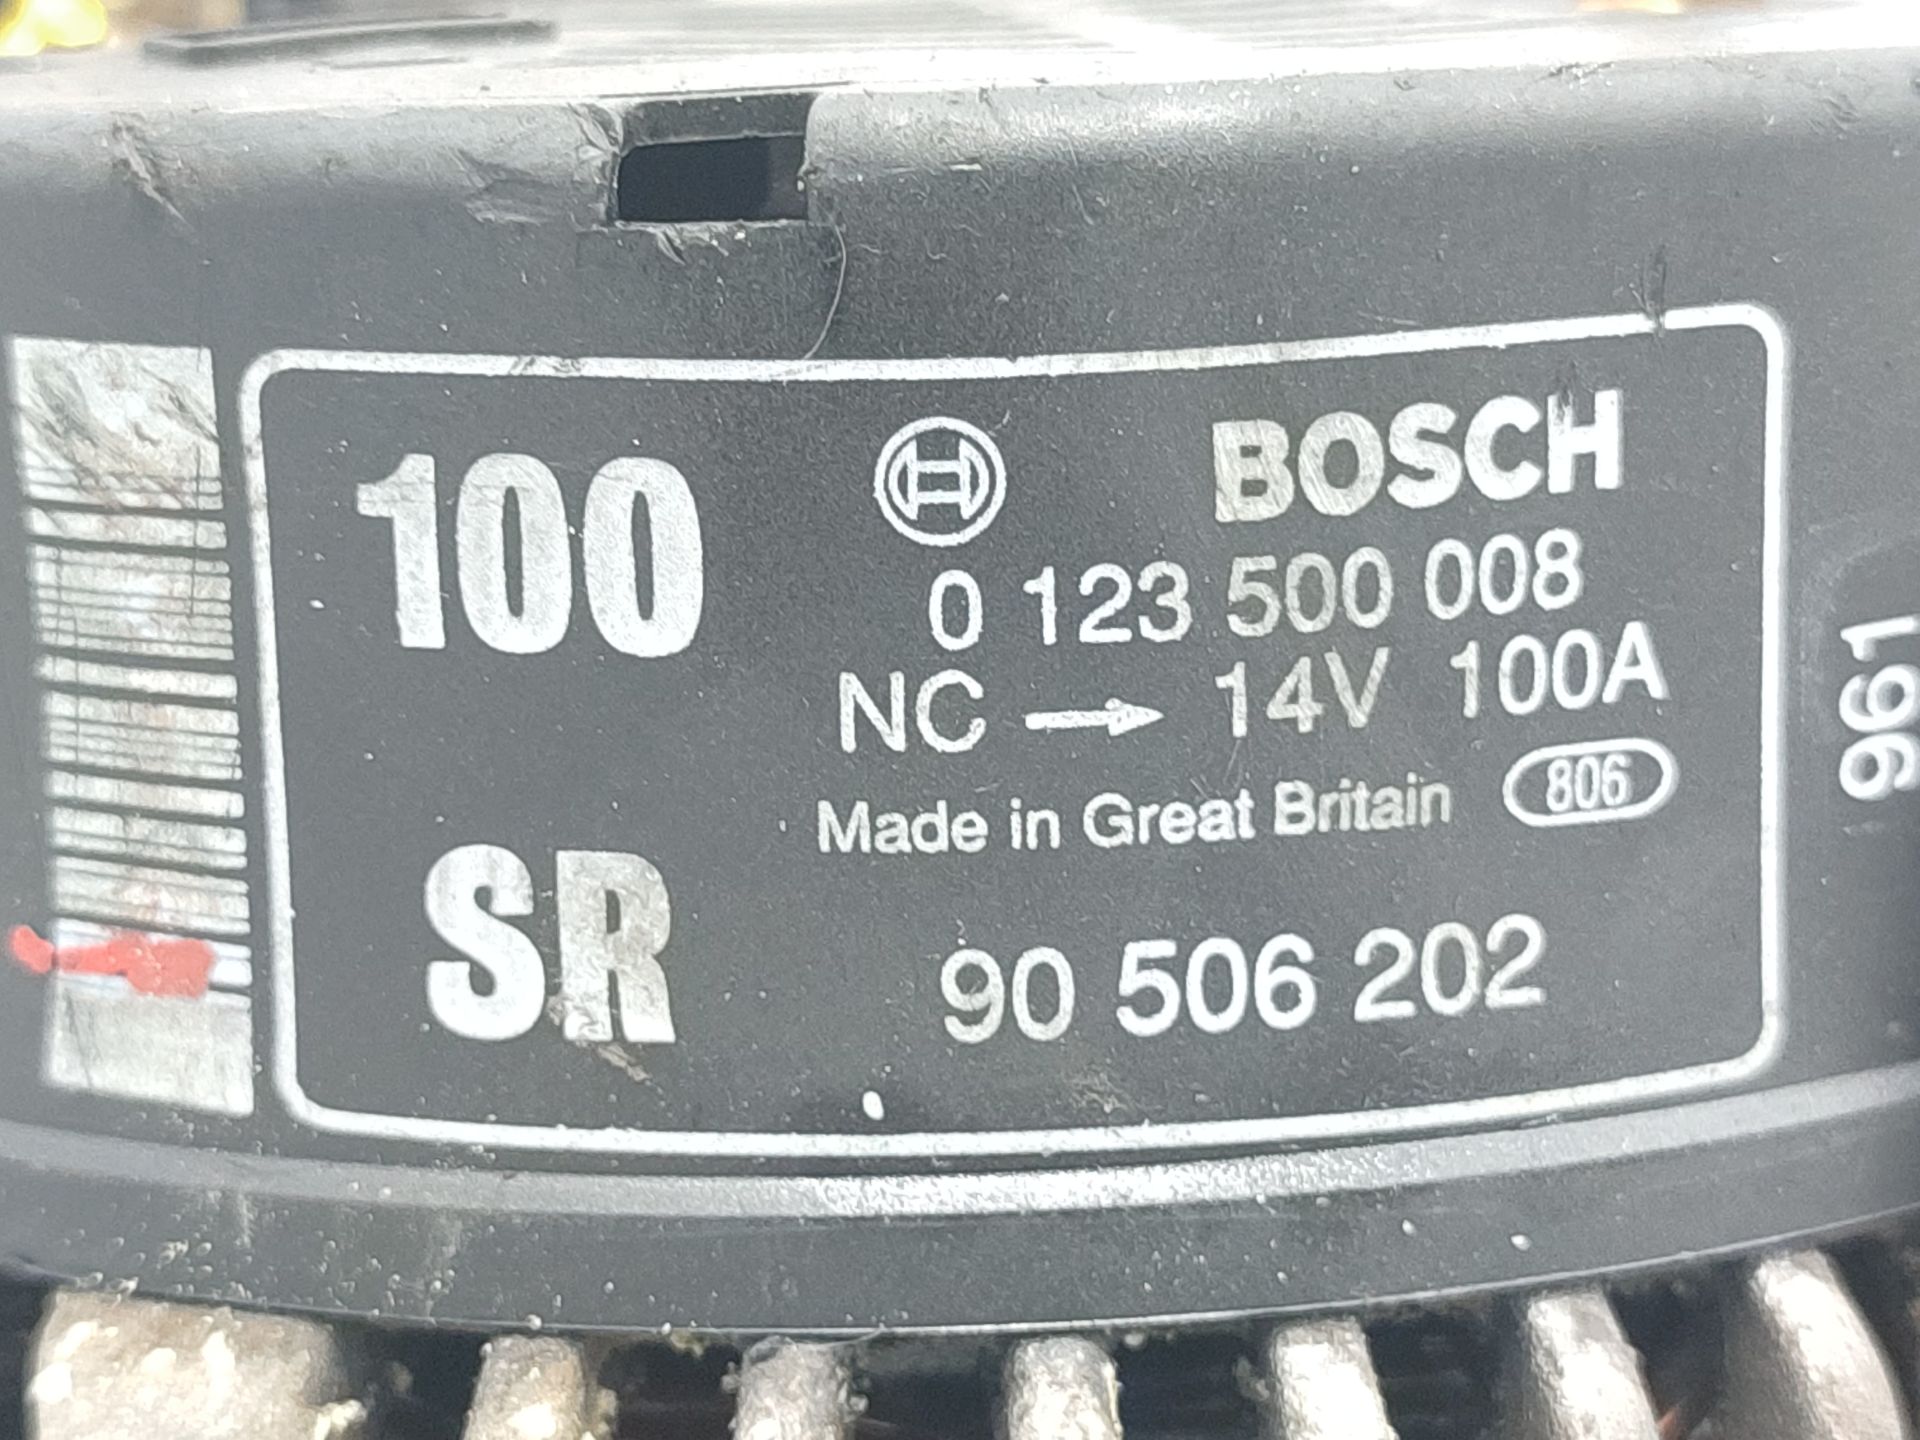 100
BOSCH
0 123 500 008
NC → 14V 100A
Made in Great Britain 806
SR
90 506 202
961